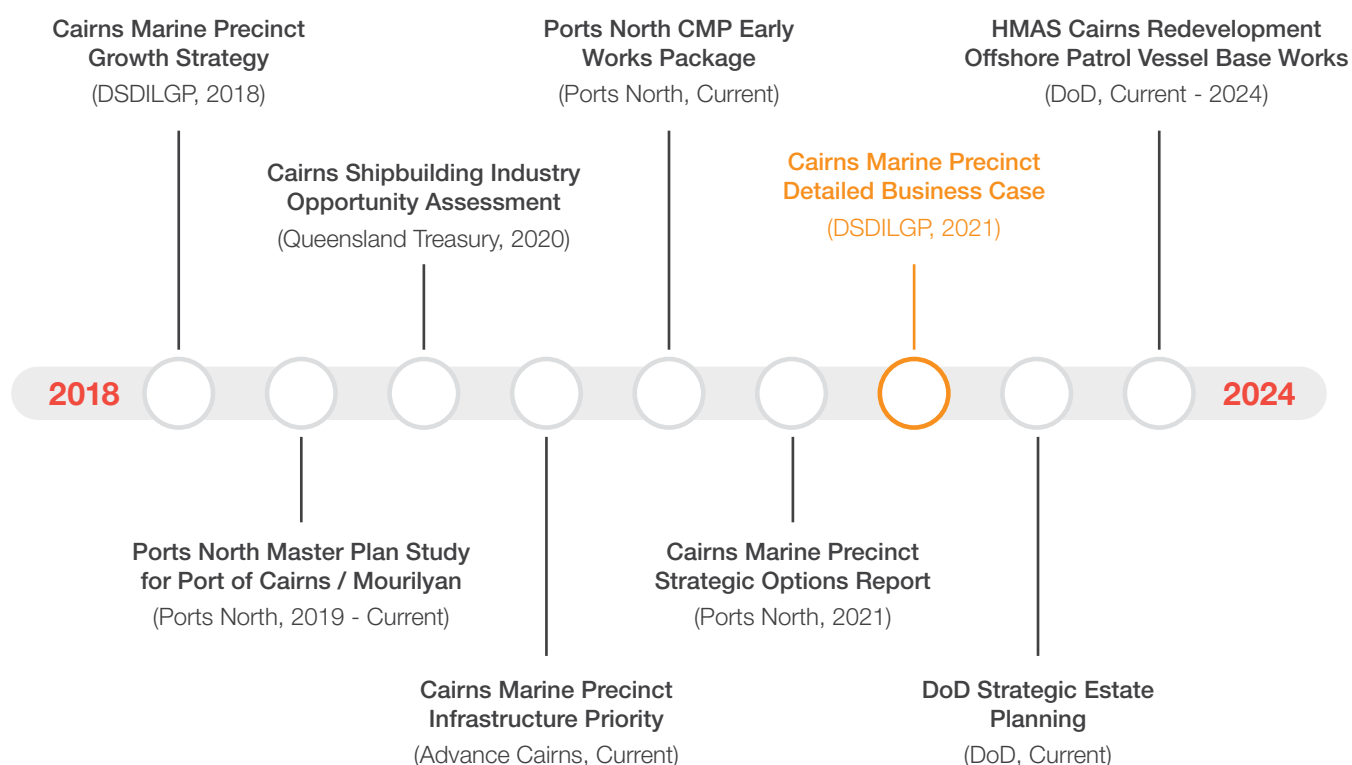 Cairns Marine Precinct
Growth Strategy
(DSDILGP, 2018)
Ports North CMP Early
Works Package
(Ports North, Current)
HMAS Cairns Redevelopment
Offshore Patrol Vessel Base Works
(DoD, Current - 2024)
Cairns Shipbuilding Industry
Opportunity Assessment
(Queensland Treasury, 2020)
Cairns Marine Precinct
Detailed Business Case
(DSDILGP, 2021)
2018
2024
Ports North Master Plan Study
for Port of Cairns / Mourilyan
(Ports North, 2019 - Current)
Cairns Marine Precinct
Strategic Options Report
(Ports North, 2021)
Cairns Marine Precinct
Infrastructure Priority
(Advance Cairns, Current)
DoD Strategic Estate
Planning
(DoD, Current)